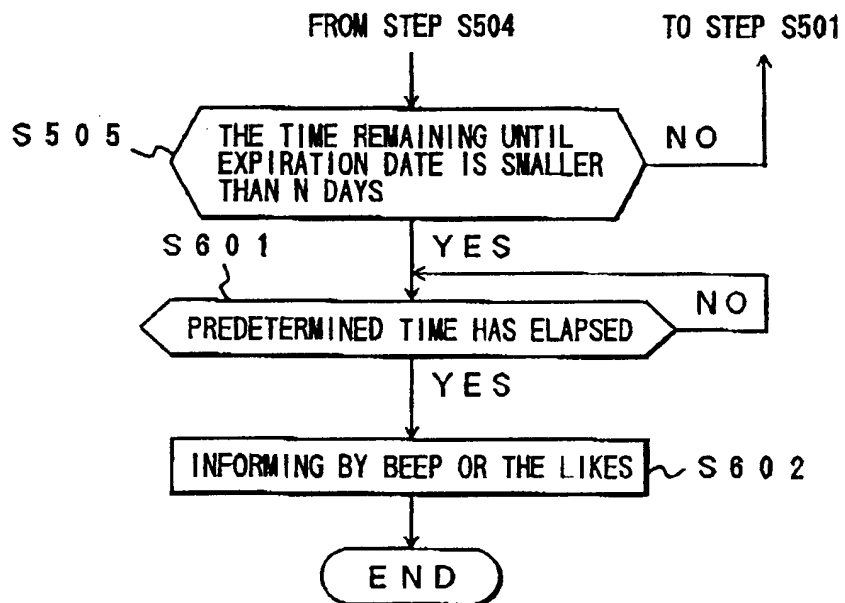 FROM STEP S504
TO STEP S501
S505
THE TIME REMAINING UNTIL
EXPIRATION DATE IS SMALLER
THAN N DAYS
NO
YES
S601
NO
PREDETERMINED TIME HAS ELAPSED
YES
INFORMING BY BEEP OR THE LIKES
S602
END